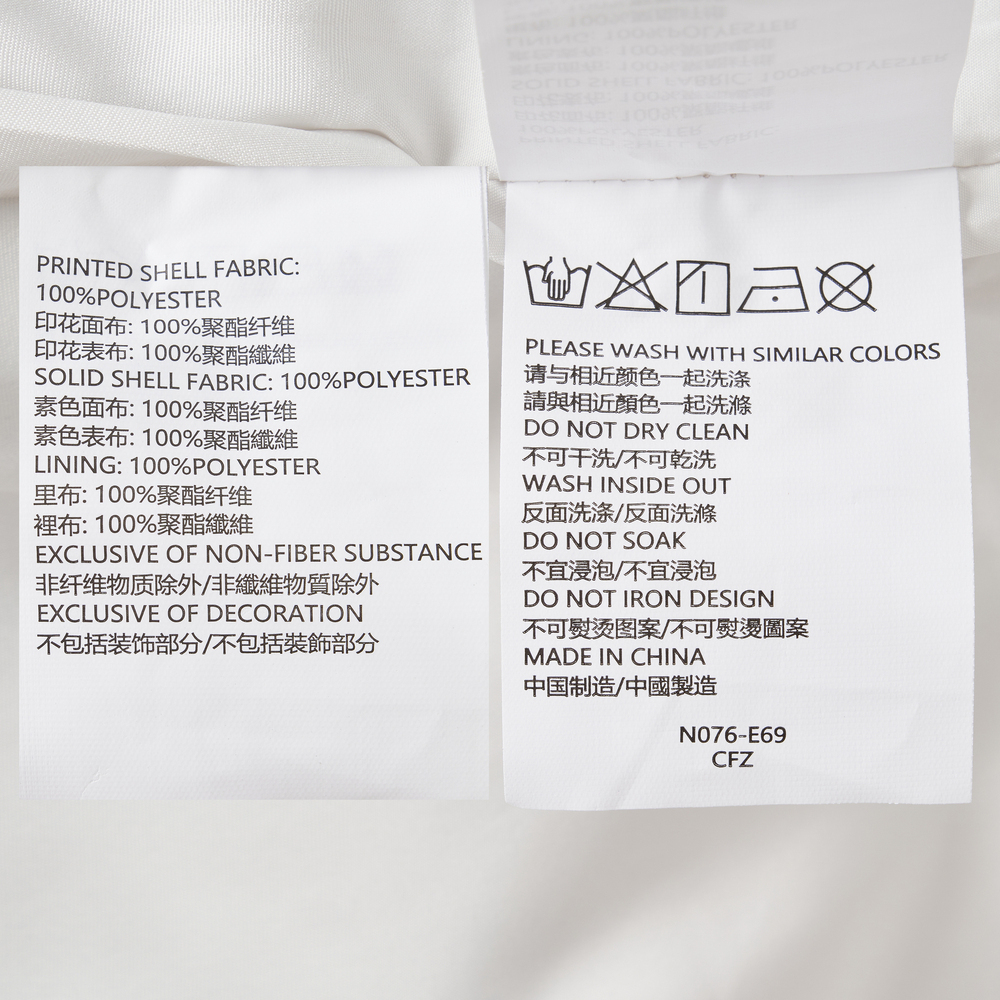 PRINTED SHELL FABRIC:
100%POLYESTER
印花面布: 100%聚酯纤维
印花表布: 100%聚酯纖維
SOLID SHELL FABRIC: 100%POLYESTER
素色面布: 100%聚酯纤维
素色表布: 100%聚酯纖維
LINING: 100%POLYESTER
里布: 100%聚酯纤维
裡布: 100%聚酯纖維
EXCLUSIVE OF NON-FIBER SUBSTANCE
非纤维物质除外/非纖維物質除外
EXCLUSIVE OF DECORATION
不包括装饰部分/不包括裝飾部分
PLEASE WASH WITH SIMILAR COLORS
请与相近颜色一起洗涤
請與相近顏色一起洗滌
DO NOT DRY CLEAN
不可干洗/不可乾洗
WASH INSIDE OUT
反面洗涤/反面洗滌
DO NOT SOAK
不宜浸泡/不宜浸泡
DO NOT IRON DESIGN
不可熨烫图案/不可熨燙圖案
MADE IN CHINA
中国制造/中國製造
N076-E69
CFZ